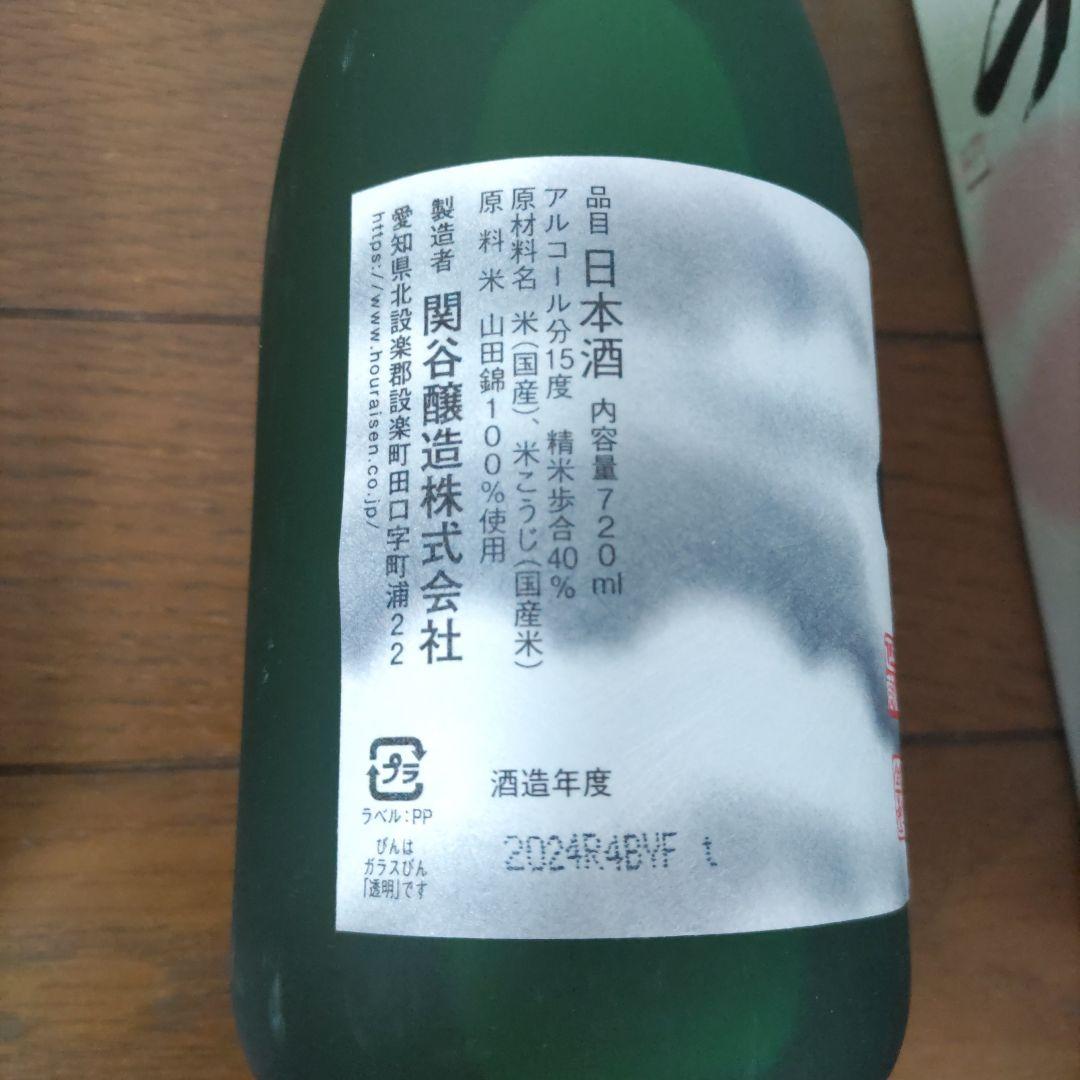 品目 日本酒 内容量720ml
アルコール分15度 精米歩合40%
原材料名 米(国産)、米こうじ(国産米)
原料米 山田錦100%使用
製造者 関谷醸造株式会社
愛知県北設楽郡設楽町田口字町浦22
https://www.houraisen.co.jp/
プラ
ラベル:PP
びんは
ガラスびん
「透明」です
酒造年度
2024R4BYF t